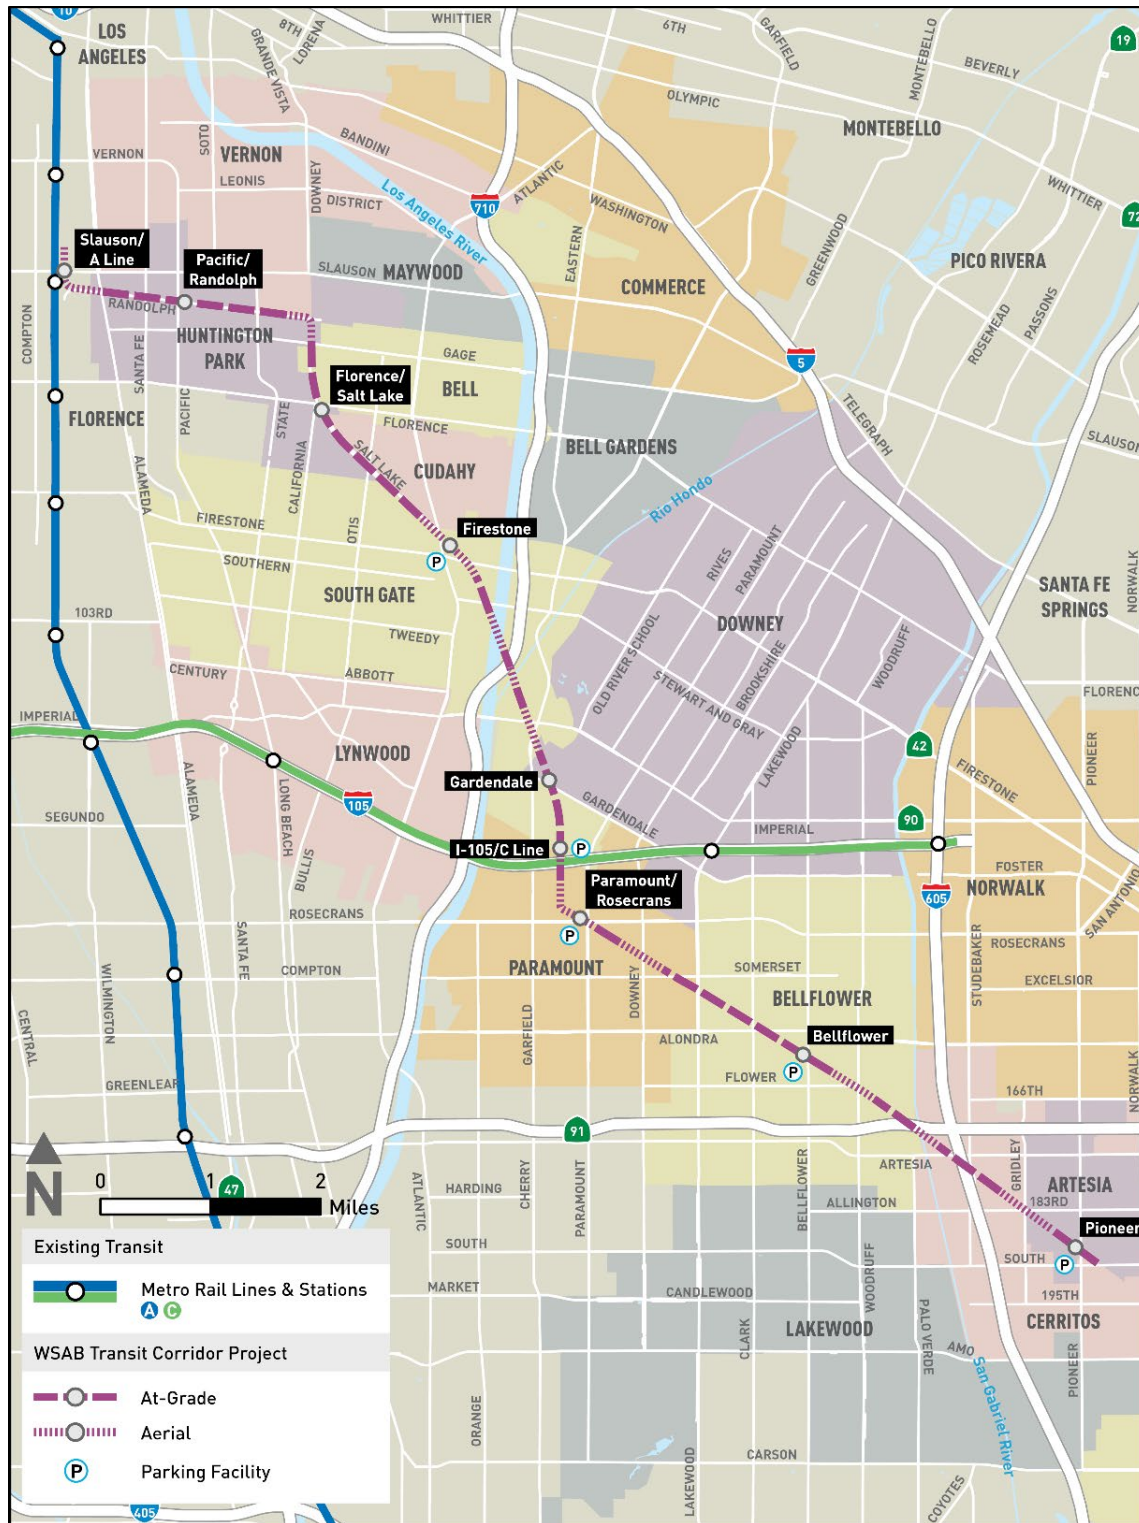 10
LOS
ANGELES
8TH
LORENA
GRANDE VISTA
WHITTIER
6TH
GARFIELD
MONTEBELLO
19
BEVERLY
OLYMPIC
MONTEBELLO
BANDINI
SOTO
VERNON
VERNON
LEONIS
DOWNEY
DISTRICT
Los Angeles River
710
ATLANTIC
WASHINGTON
WHITTIER
72
Slauson/
A Line
Pacific/
Randolph
SLAUSON
MAYWOOD
EASTERN
COMMERCE
GREENWOOD
PICO RIVERA
ROSEMEAD
PASSONS
RANDOLPH
COMPTON
HUNTINGTON
PARK
SANTA FE
PACIFIC
GAGE
BELL
5
Florence/
Salt Lake
FLORENCE
STATE
FLORENCE
SALT LAKE
CUDAHY
BELL GARDENS
TELEGRAPH
SLAUSON
ALAMEDA
CALIFORNIA
Rio Hondo
FIRESTONE
OTIS
Firestone
P
SOUTHERN
SOUTH GATE
RIVES
PARAMOUNT
SANTA FE
SPRINGS
NORWALK
103RD
TWEEDY
DOWNEY
OLD RIVER SCHOOL
BROOKSHIRE
WOODRUFF
CENTURY
ABBOTT
STEWART AND GRAY
FLORENC
IMPERIAL
LYNWOOD
LAKEWOOD
42
FIRESTONE
PIONEER
ALAMEDA
LONG BEACH
105
Gardendale
GARDENDALE
SEGUNDO
IMPERIAL
90
BULLIS
I-105/C Line
P
FOSTER
Paramount/
Rosecrans
605
NORWALK
SAN ANTONIO
ROSECRANS
P
ROSECRANS
SANTA FE
WILMINGTON
COMPTON
PARAMOUNT
DOWNEY
SOMERSET
BELLFLOWER
STUDEBAKER
EXCELSIOR
CENTRAL
GARFIELD
ALONDRA
Bellflower
P
FLOWER
GREENLEAF
166TH
NORWALK
91
N
0
1
2
Miles
47
ATLANTIC
HARDING
CHERRY
PARAMOUNT
BELLFLOWER
ARTESIA
GRIDLEY
ARTESIA
ALLINGTON
183RD
Pioneer
SOUTH
WOODRUFF
SOUTH
P
MARKET
CANDLEWOOD
195TH
LAKEWOOD
CLARK
PALO VERDE
CERRITOS
AMO
PIONEER
San Gabriel River
ORANGE
LAKEWOOD
CARSON
COYOTES
405
Existing Transit
Metro Rail Lines & Stations
A C
WSAB Transit Corridor Project
At-Grade
Aerial
P Parking Facility